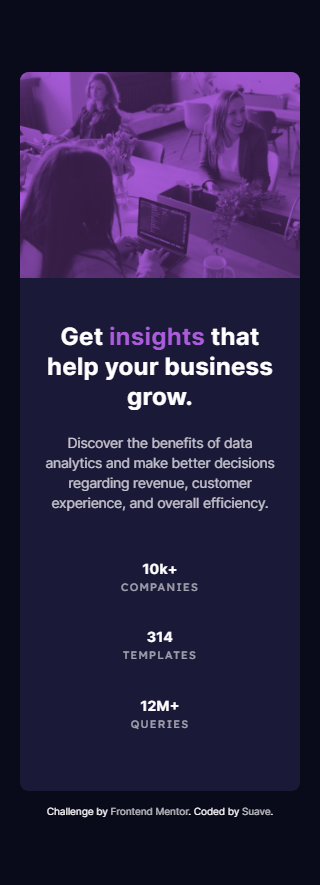 Get insights that
help your business
grow.
Discover the benefits of data
analytics and make better decisions
regarding revenue, customer
experience, and overall efficiency.
10k+
COMPANIES
314
TEMPLATES
12M+
QUERIES
Challenge by Frontend Mentor. Coded by Suave.